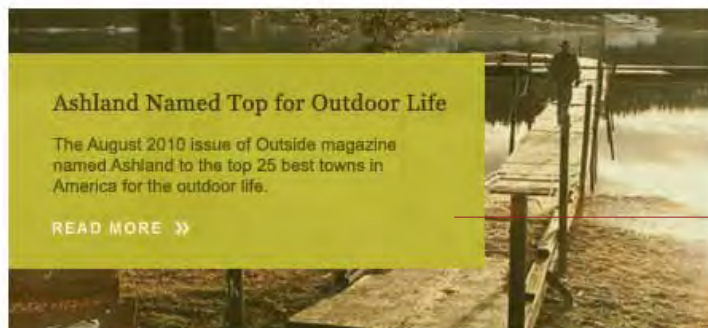 Ashland Named Top for Outdoor Life
The August 2010 issue of Outside magazine
named Ashland to the top 25 best towns in
America for the outdoor life.
READ MORE »